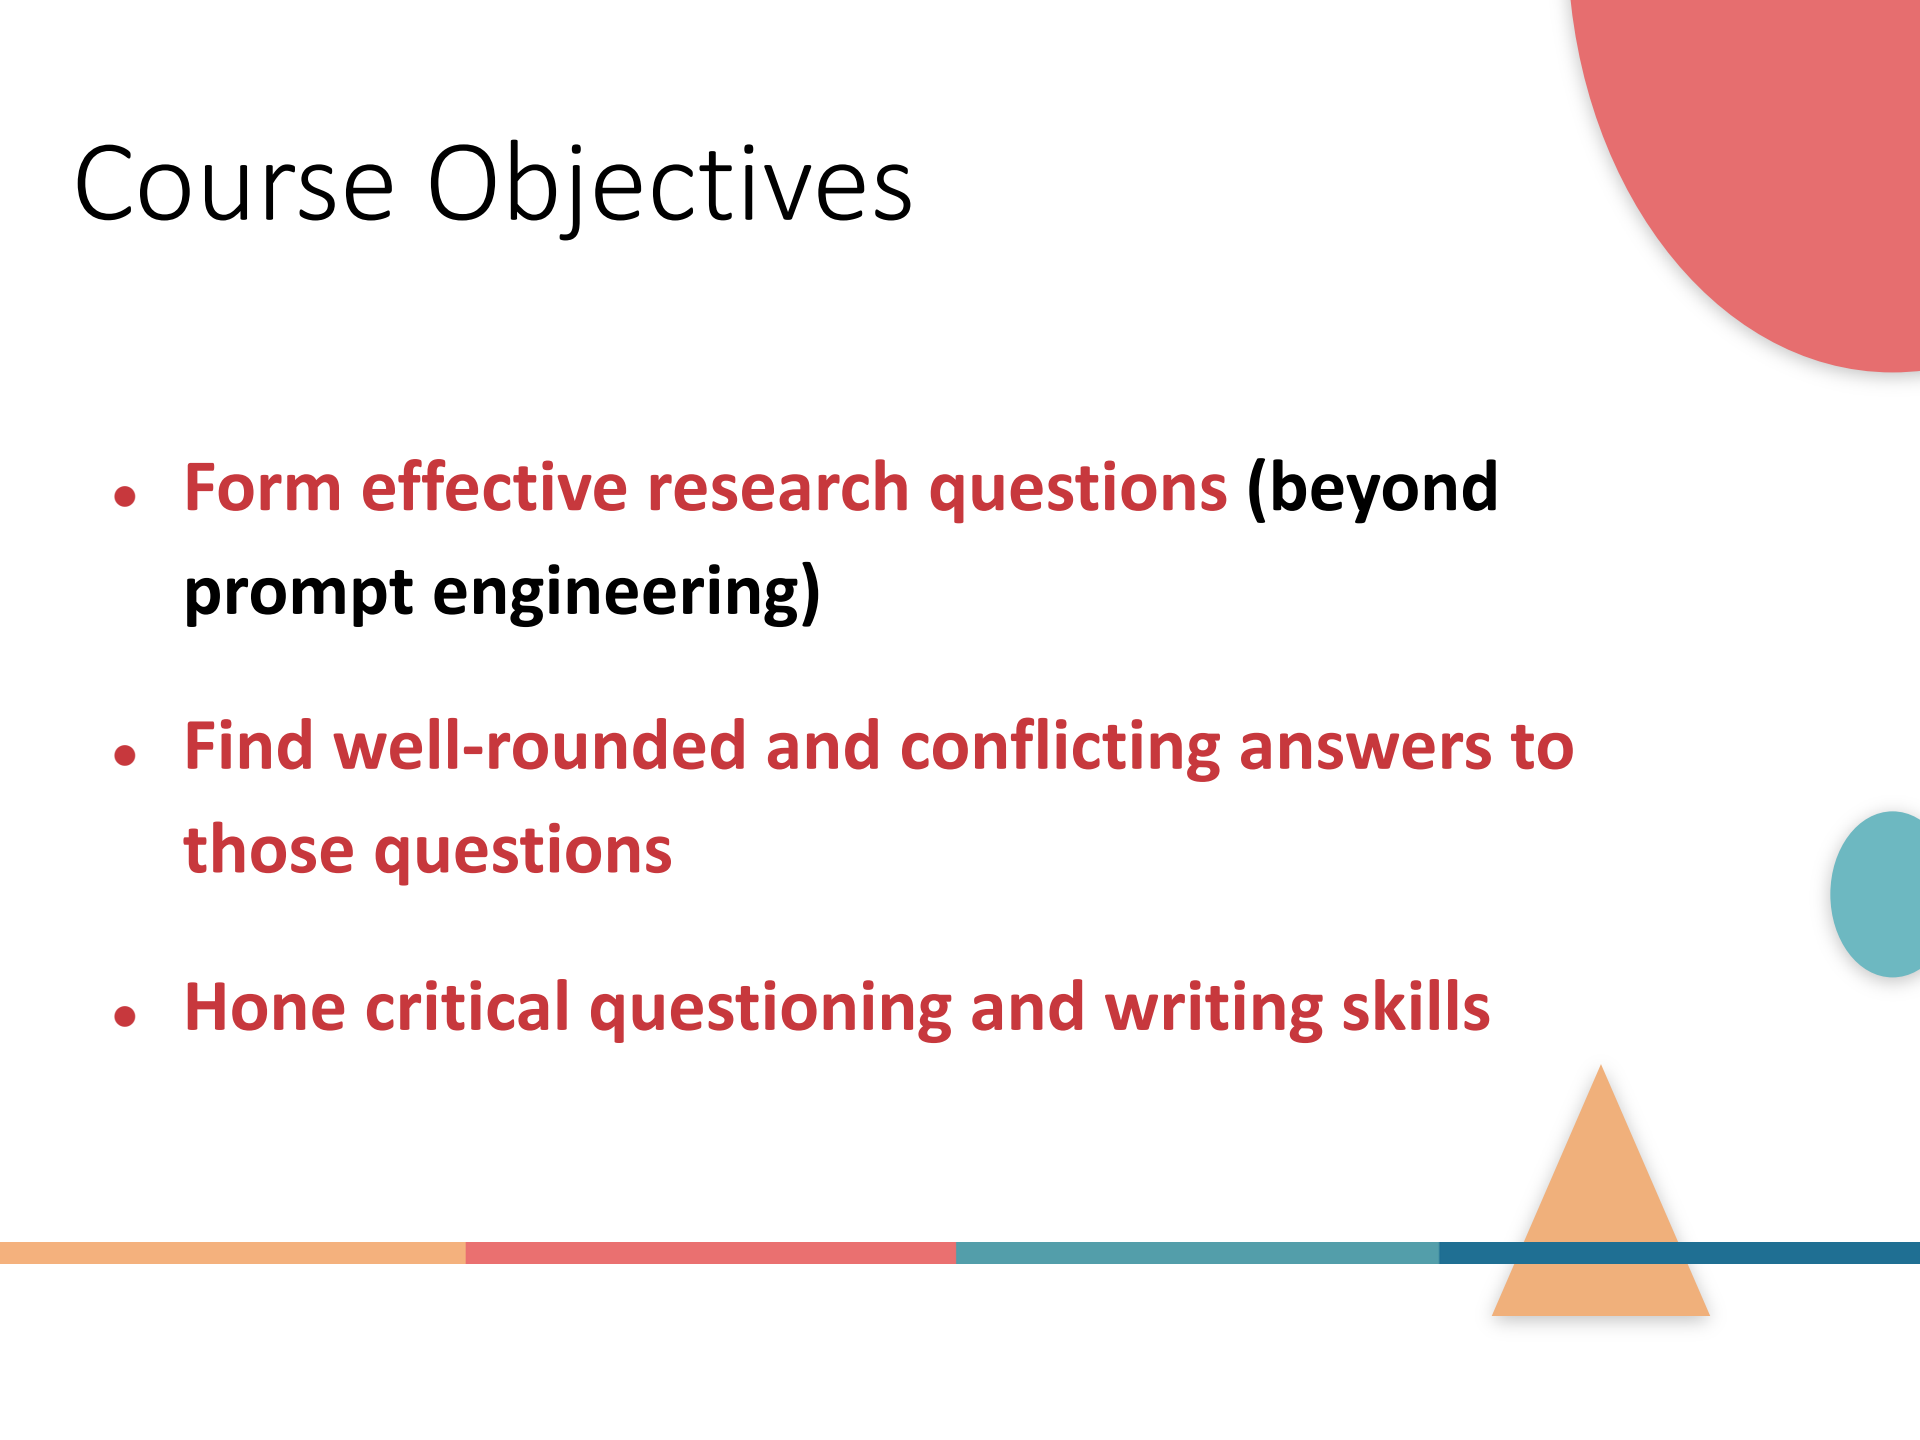 Course Objectives
• Form effective research questions (beyond
prompt engineering)
• Find well-rounded and conflicting answers to
those questions
• Hone critical questioning and writing skills